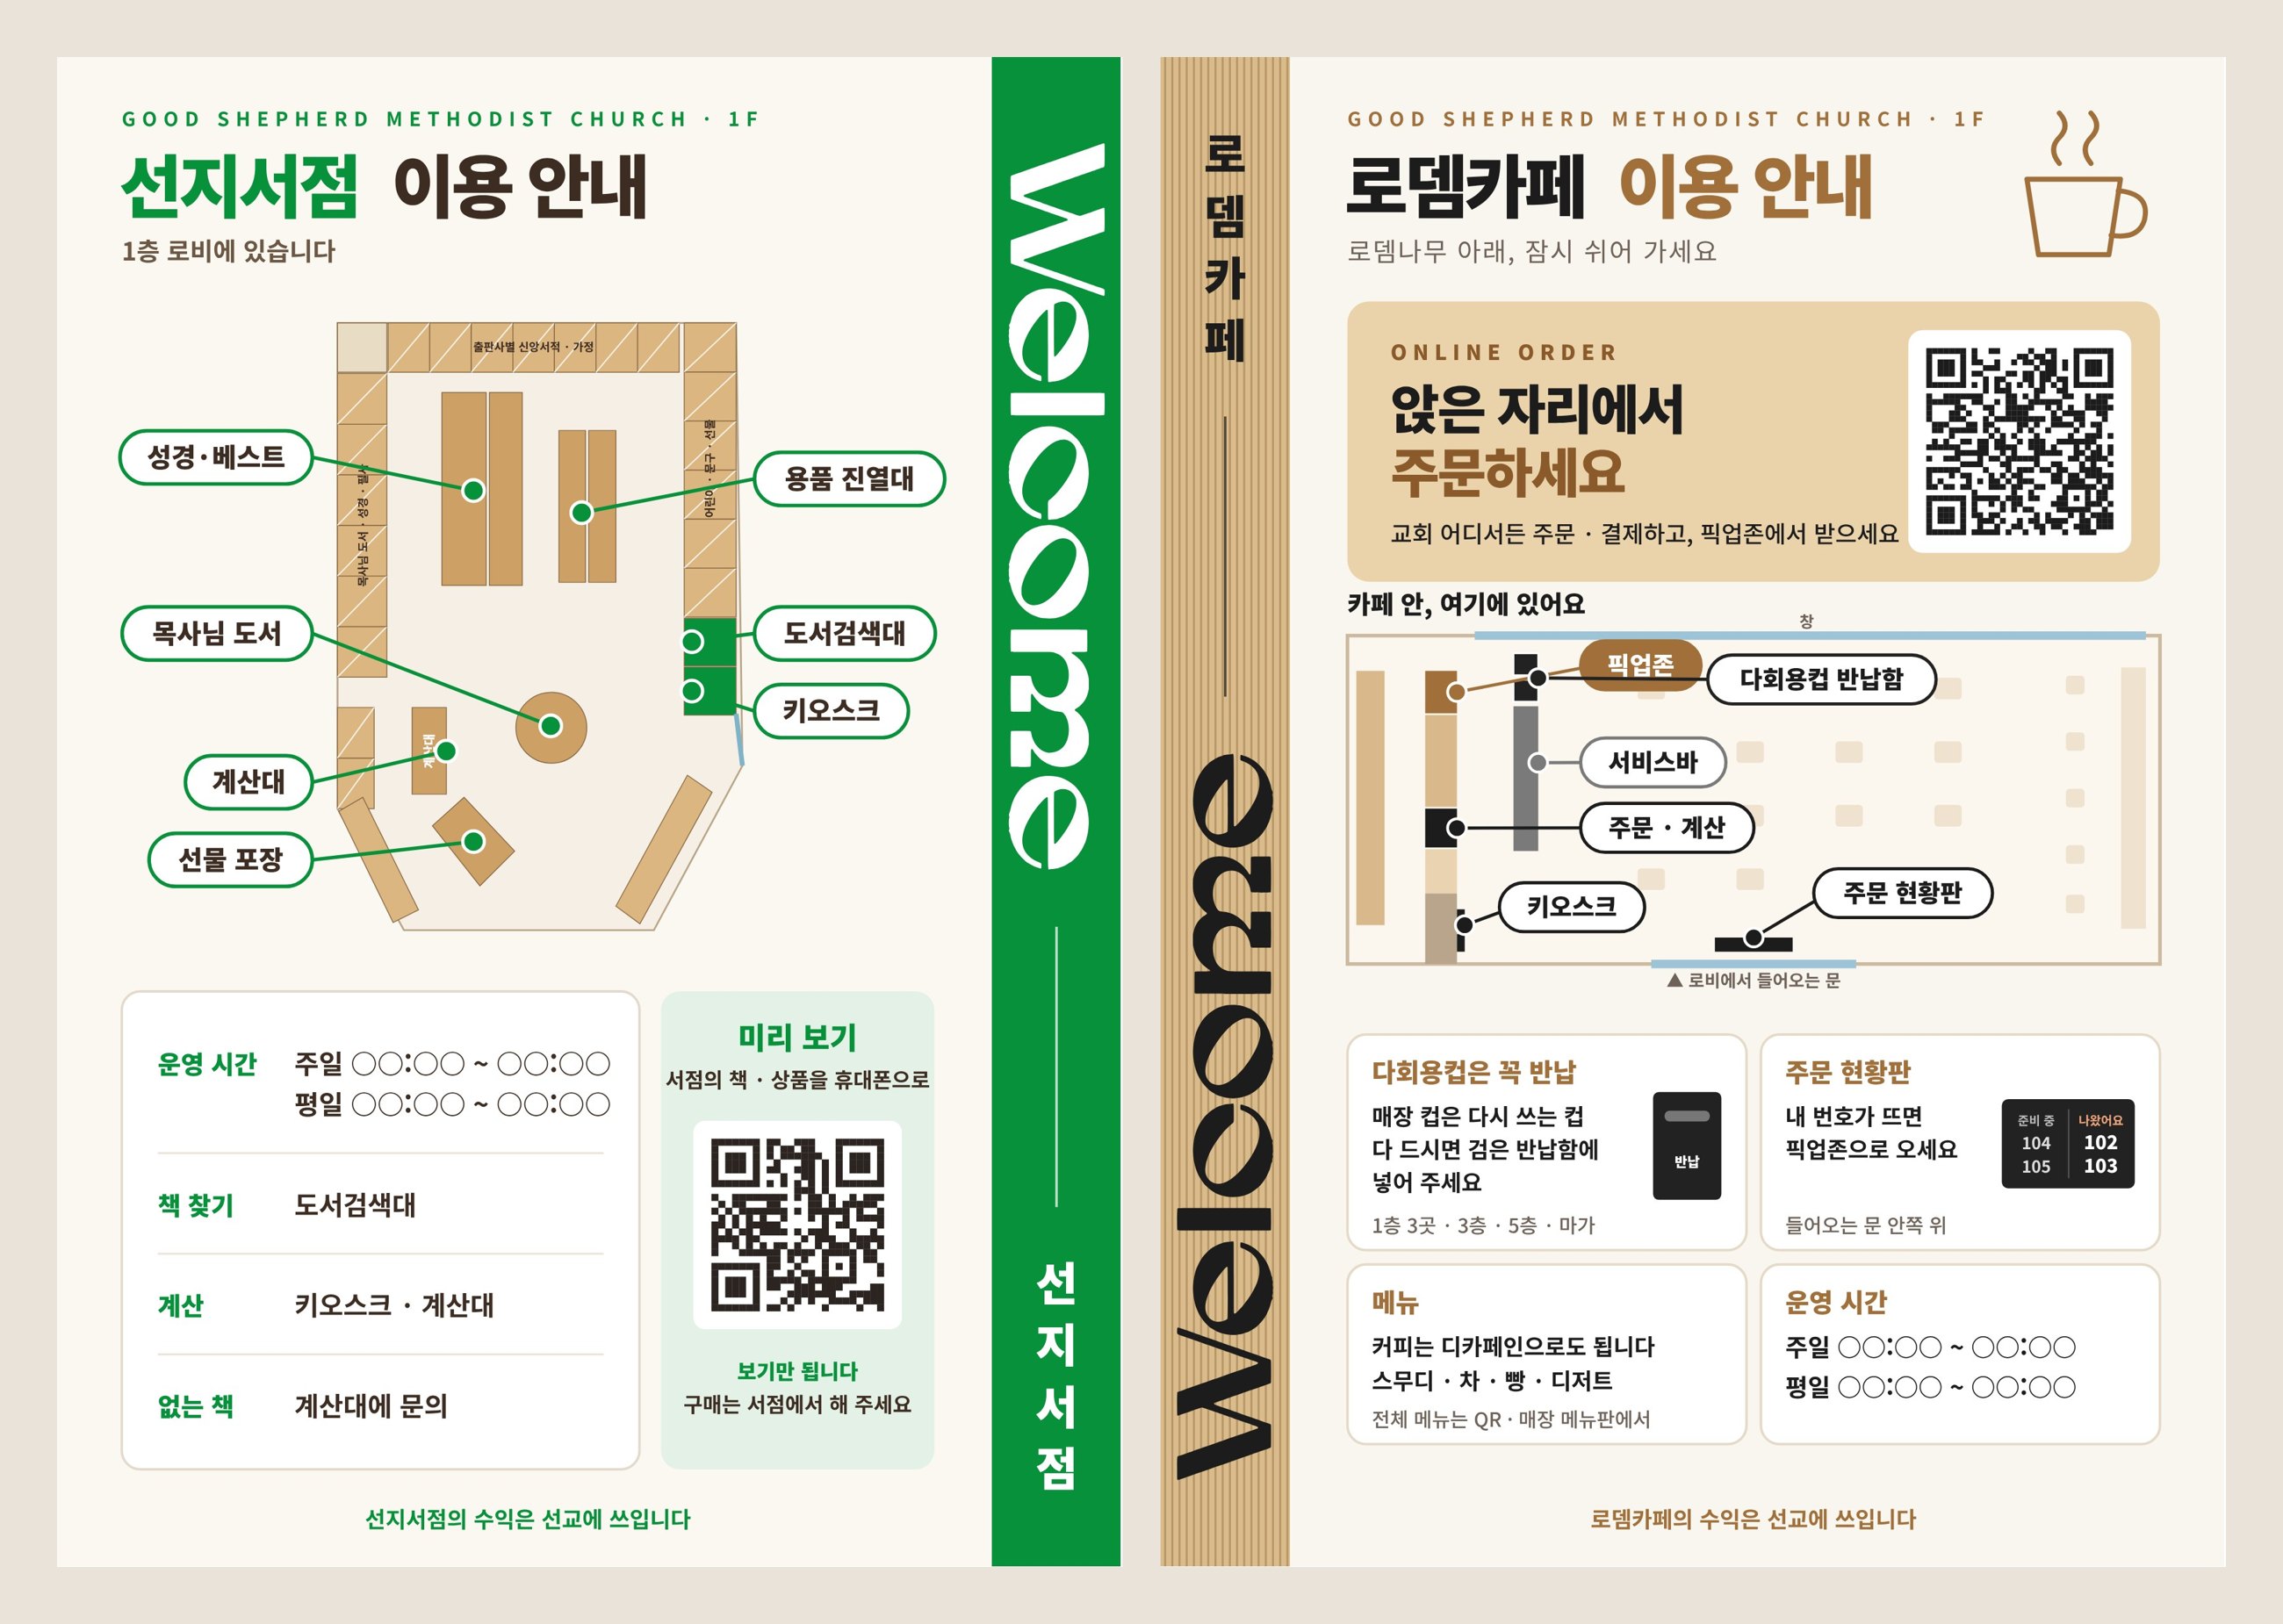 GOOD SHEPHERD METHODIST CHURCH · 1F
선지서점 이용 안내
1층 로비에 있습니다
출판사별 신앙서적 · 가정
목사님 도서 · 성경 · 필사
어린이 · 문구 · 선물
성경·베스트
용품 진열대
목사님 도서
도서검색대
키오스크
계산대
계산대
선물 포장
운영 시간 주일 ○○:○○ ~ ○○:○○
평일 ○○:○○ ~ ○○:○○
책 찾기 도서검색대
계산 키오스크 · 계산대
없는 책 계산대에 문의
미리 보기
서점의 책 · 상품을 휴대폰으로
보기만 됩니다
구매는 서점에서 해 주세요
선지서점의 수익은 선교에 쓰입니다
Welcome
선지서점
로뎀카페
Welcome
GOOD SHEPHERD METHODIST CHURCH · 1F
로뎀카페 이용 안내
로뎀나무 아래, 잠시 쉬어 가세요
ONLINE ORDER
앉은 자리에서
주문하세요
교회 어디서든 주문 · 결제하고, 픽업존에서 받으세요
카페 안, 여기에 있어요
창
픽업존
다회용컵 반납함
서비스바
주문 · 계산
키오스크
주문 현황판
▲ 로비에서 들어오는 문
다회용컵은 꼭 반납
매장 컵은 다시 쓰는 컵
다 드시면 검은 반납함에
넣어 주세요
반납
1층 3곳 · 3층 · 5층 · 마가
주문 현황판
내 번호가 뜨면
픽업존으로 오세요
준비 중 나왔어요
104 102
105 103
들어오는 문 안쪽 위
메뉴
커피는 디카페인으로도 됩니다
스무디 · 차 · 빵 · 디저트
전체 메뉴는 QR · 매장 메뉴판에서
운영 시간
주일 ○○:○○ ~ ○○:○○
평일 ○○:○○ ~ ○○:○○
로뎀카페의 수익은 선교에 쓰입니다